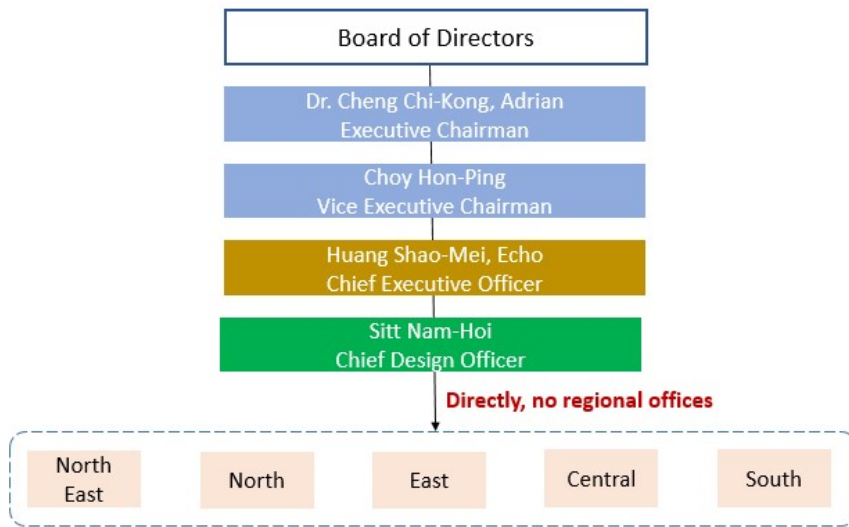 Board of Directors
Dr. Cheng Chi-Kong, Adrian
Executive Chairman
Choy Hon-Ping
Vice Executive Chairman
Huang Shao-Mei, Echo
Chief Executive Officer
Sitt Nam-Hoi
Chief Design Officer
Directly, no regional offices
North
East
North
East
Central
South